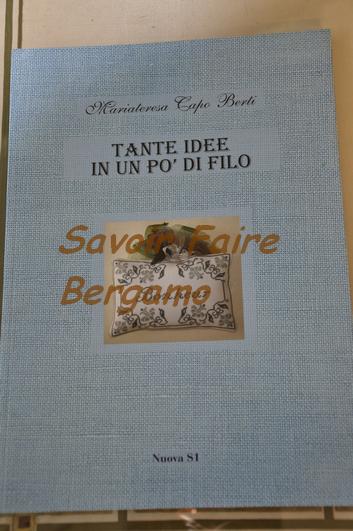 Mariateresa Capo Berti
TANTE IDEE
IN UN PO' DI FILO
Savoir Faire
Bergamo
Nuova S1